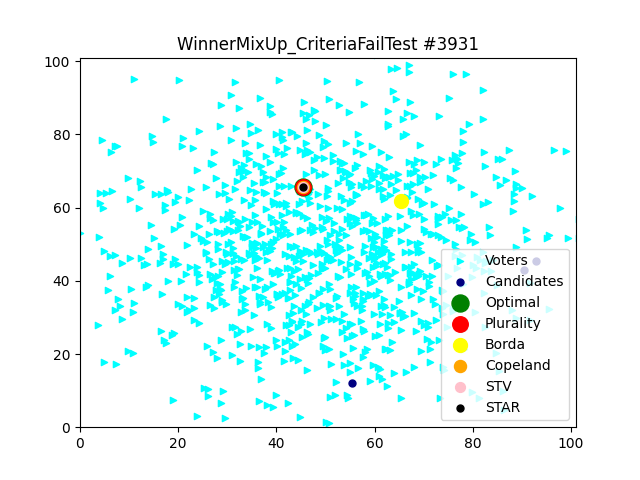 WinnerMixUp_CriteriaFailTest #3931
100
80
60
40
20
0
0
20
40
60
80
100
Voters
Candidates
Optimal
Plurality
Borda
Copeland
STV
STAR